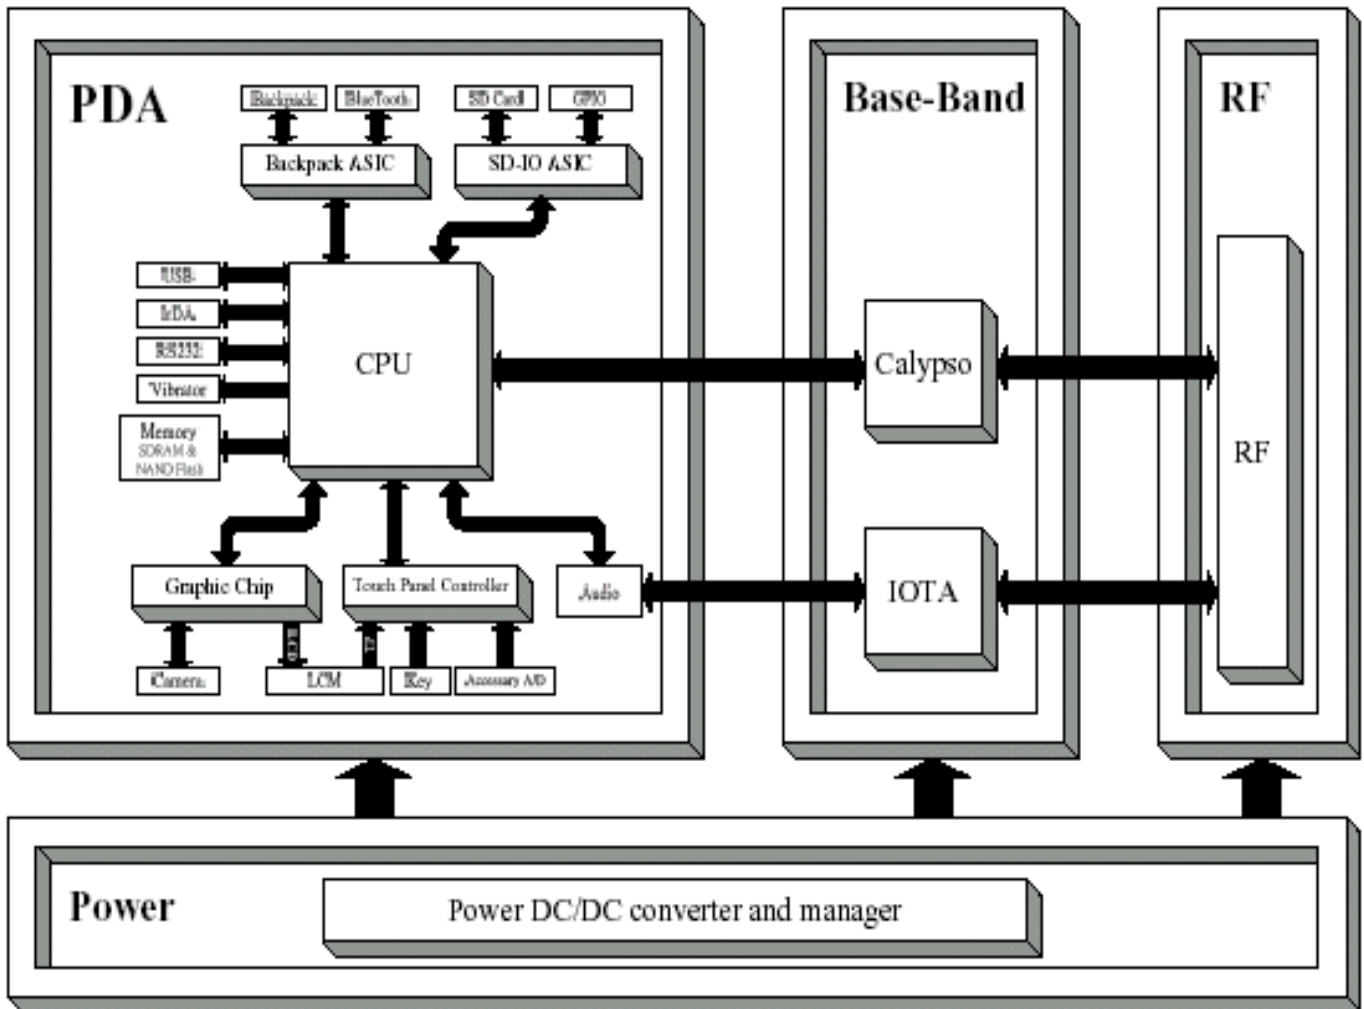 PDA
Base-Band
RF
Backpack
BlueTooth
SD Card
GPIO
Backpack ASIC
SD-IO ASIC
USB
IrDA
RS232
Vibrator
Memory
SDRAM &
NAND Flash
CPU
Calypso
RF
Graphic Chip
Touch Panel Controller
Audio
IOTA
LCD
Camera
LCM
Key
Accessory A/D
Power
Power DC/DC converter and manager